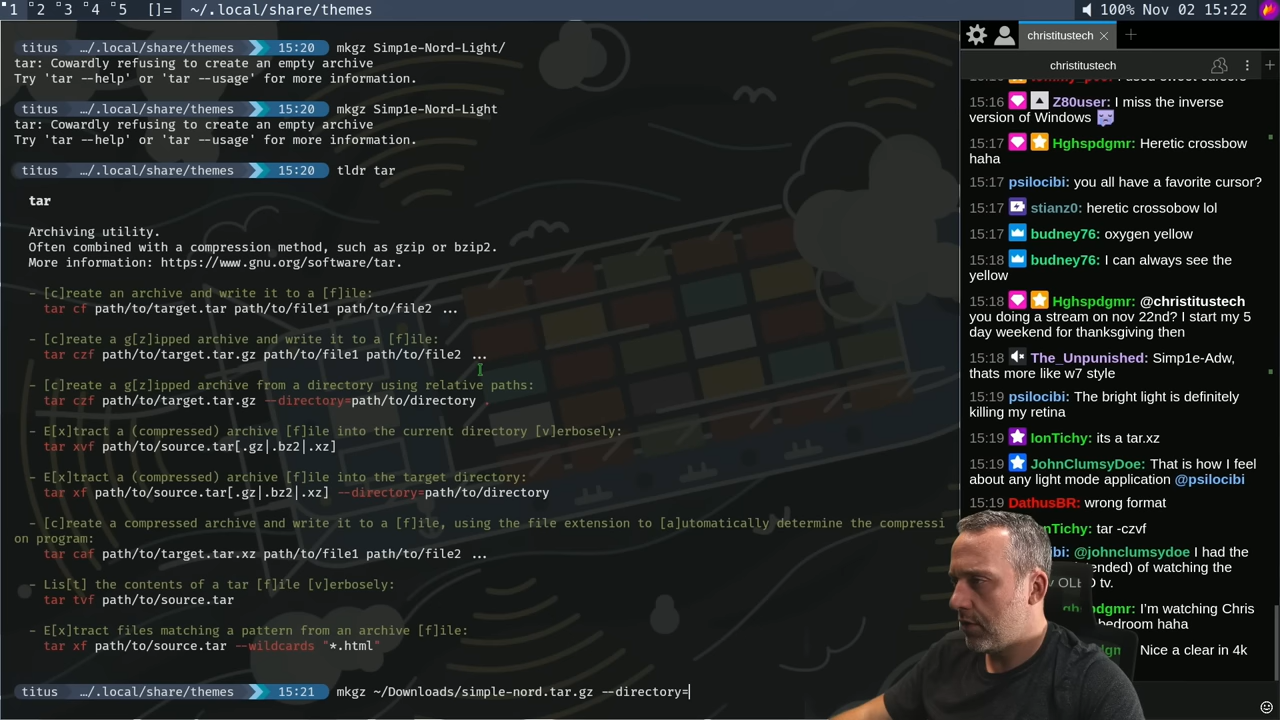 1 2 3 4 5 []= ~/.local/share/themes
100% Nov 02 15:22
titus …/.local/share/themes 15:20 mkgz Simp1e-Nord-Light/
tar: Cowardly refusing to create an empty archive
Try 'tar --help' or 'tar --usage' for more information.
titus …/.local/share/themes 15:20 mkgz Simp1e-Nord-Light
tar: Cowardly refusing to create an empty archive
Try 'tar --help' or 'tar --usage' for more information.
titus …/.local/share/themes 15:20 tldr tar
tar
Archiving utility.
Often combined with a compression method, such as gzip or bzip2.
More information: https://www.gnu.org/software/tar.
- [c]reate an archive and write it to a [f]ile:
tar cf path/to/target.tar path/to/file1 path/to/file2 ...
- [c]reate a g[z]ipped archive and write it to a [f]ile:
tar czf path/to/target.tar.gz path/to/file1 path/to/file2 ...
- [c]reate a g[z]ipped archive from a directory using relative paths:
tar czf path/to/target.tar.gz --directory=path/to/directory .
- E[x]tract a (compressed) archive [f]ile into the current directory [v]erbosely:
tar xvf path/to/source.tar[.gz|.bz2|.xz]
- E[x]tract a (compressed) archive [f]ile into the target directory:
tar xf path/to/source.tar[.gz|.bz2|.xz] --directory=path/to/directory
- [c]reate a compressed archive and write it to a [f]ile, using the file extension to [a]utomatically determine the compressi
on program:
tar caf path/to/target.tar.xz path/to/file1 path/to/file2 ...
- Lis[t] the contents of a tar [f]ile [v]erbosely:
tar tvf path/to/source.tar
- E[x]tract files matching a pattern from an archive [f]ile:
tar xf path/to/source.tar --wildcards "*.html"
titus …/.local/share/themes 15:21 mkgz ~/Downloads/simple-nord.tar.gz --directory=
christitustech
christitustech
15:16 Z80user: I miss the inverse
version of Windows
15:17 Hghspdgmr: Heretic crossbow
haha
15:17 psilocibi: you all have a favorite cursor?
15:17 stianz0: heretic crossobow lol
15:17 budney76: oxygen yellow
15:18 budney76: I can always see the
yellow
15:18 Hghspdgmr: @christitustech
you doing a stream on nov 22nd? I start my 5
day weekend for thanksgiving then
15:18 The_Unpunished: Simp1e-Adw,
thats more like w7 style
15:19 psilocibi: The bright light is definitely
killing my retina
15:19 IonTichy: its a tar.xz
15:19 JohnClumsyDoe: That is how I feel
about any light mode application @psilocibi
15:19 DathusBR: wrong format
nTichy: tar -czvf
cibi: @johnclumsydoe I had the
of watching the
tv.
I'm watching Chris
bedroom haha
Nice a clear in 4k